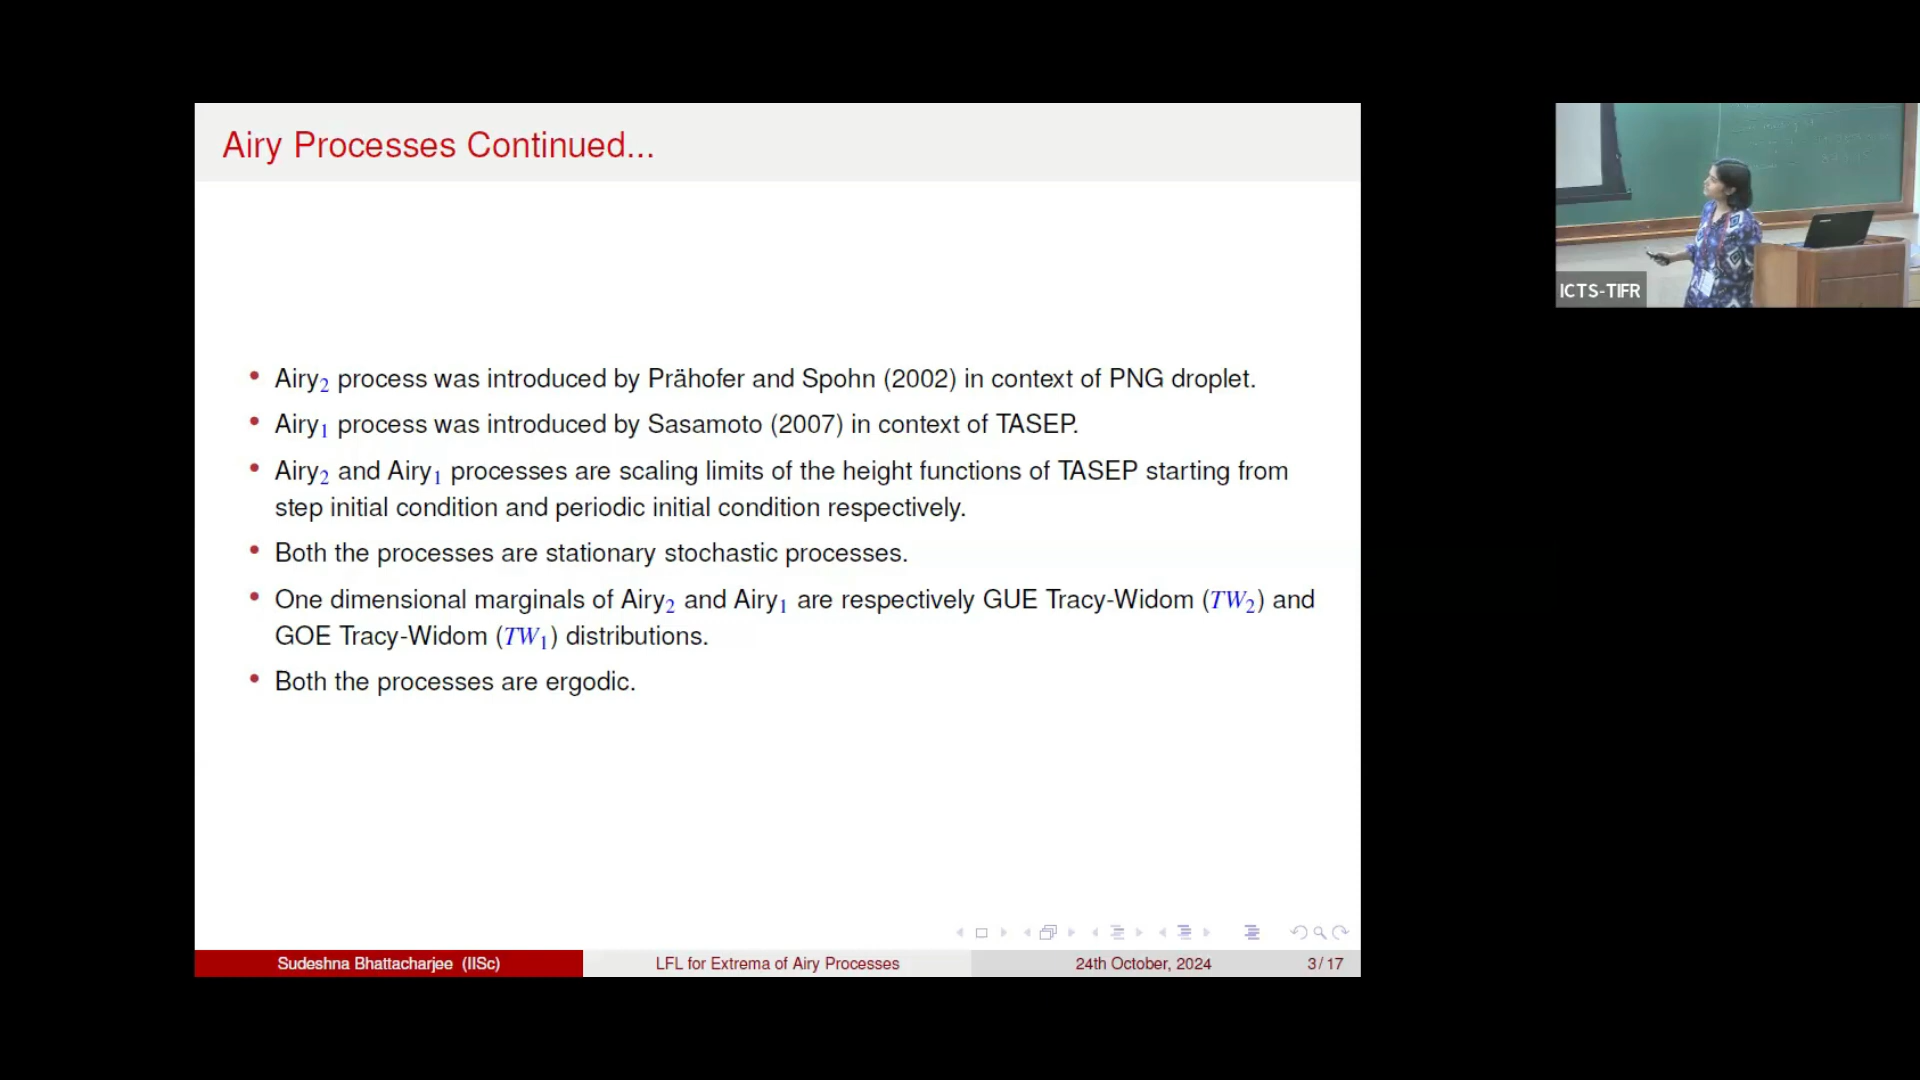 Airy Processes Continued...
ICTS-TIFR
• Airy₂ process was introduced by Prähofer and Spohn (2002) in context of PNG droplet.
• Airy₁ process was introduced by Sasamoto (2007) in context of TASEP.
• Airy₂ and Airy₁ processes are scaling limits of the height functions of TASEP starting from
step initial condition and periodic initial condition respectively.
• Both the processes are stationary stochastic processes.
• One dimensional marginals of Airy₂ and Airy₁ are respectively GUE Tracy-Widom (TW₂) and
GOE Tracy-Widom (TW₁) distributions.
• Both the processes are ergodic.
Sudeshna Bhattacharjee (IISc) LFL for Extrema of Airy Processes 24th October, 2024 3/17